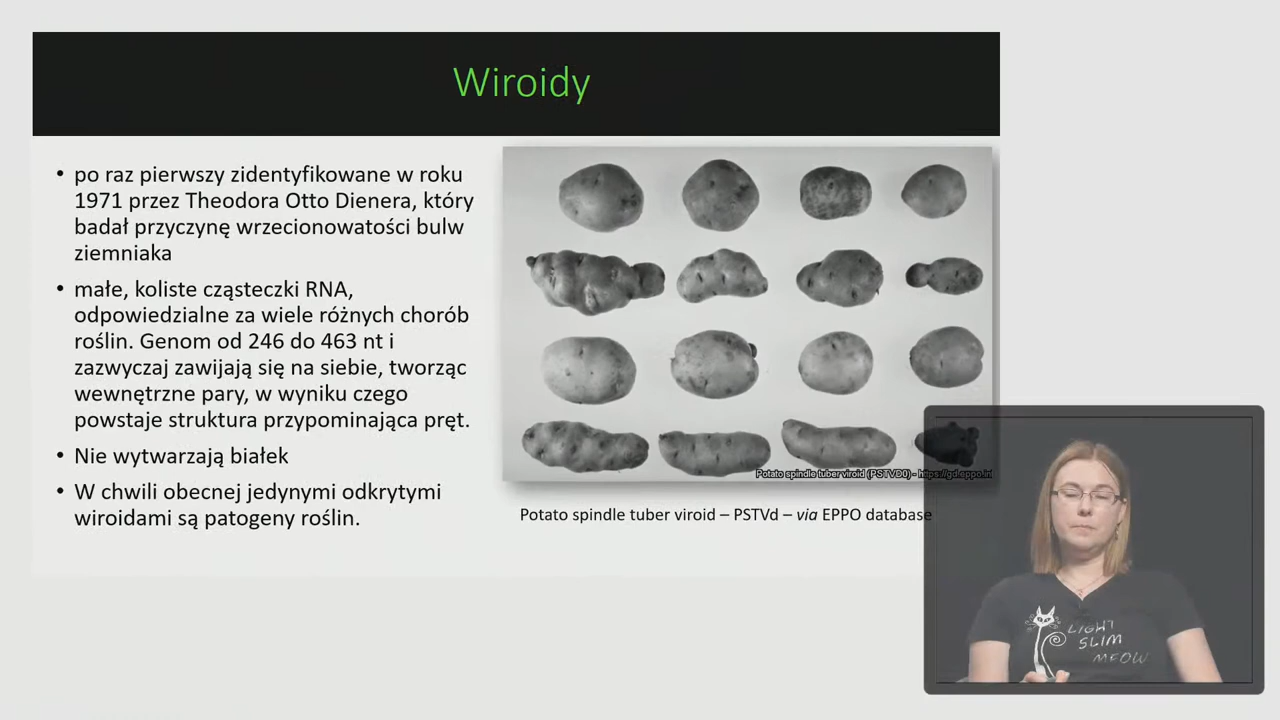 Wiroidy
• po raz pierwszy zidentyfikowane w roku
1971 przez Theodora Otto Dienera, który
badał przyczynę wrzecionowatości bulw
ziemniaka
• małe, koliste cząsteczki RNA,
odpowiedzialne za wiele różnych chorób
roślin. Genom od 246 do 463 nt i
zazwyczaj zawijają się na siebie, tworząc
wewnętrzne pary, w wyniku czego
powstaje struktura przypominająca pręt.
• Nie wytwarzają białek
• W chwili obecnej jedynymi odkrytymi
wiroidami są patogeny roślin.
Potato spindle tuber viroid (PSTVD0) - https://gd.eppo.int
Potato spindle tuber viroid – PSTVd – via EPPO database
LIGHT
SLIM
MEOW